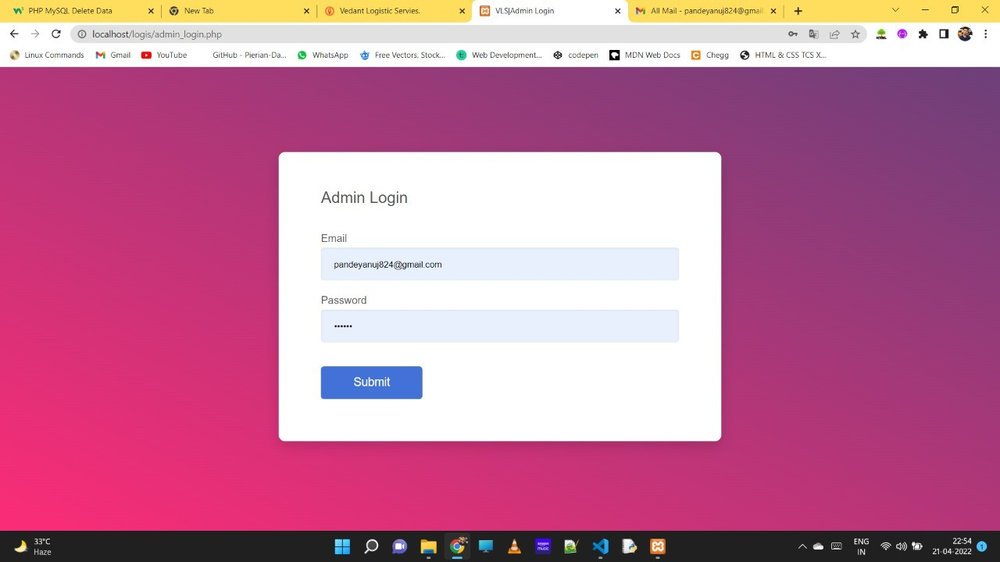 PHP MySQL Delete Data
New Tab
Vedant Logistic Servies.
VLS|Admin Login
All Mail - pandeyanuj824@gmail
localhost/logis/admin_login.php
Linux Commands
Gmail
YouTube
GitHub - Pierian-Da...
WhatsApp
Free Vectors, Stock...
Web Development...
codepen
MDN Web Docs
Chegg
HTML & CSS TCS X...
Admin Login
Email
pandeyanuj824@gmail.com
Password
••••••
Submit
33°C
Haze
ENG
IN
22:54
21-04-2022
1